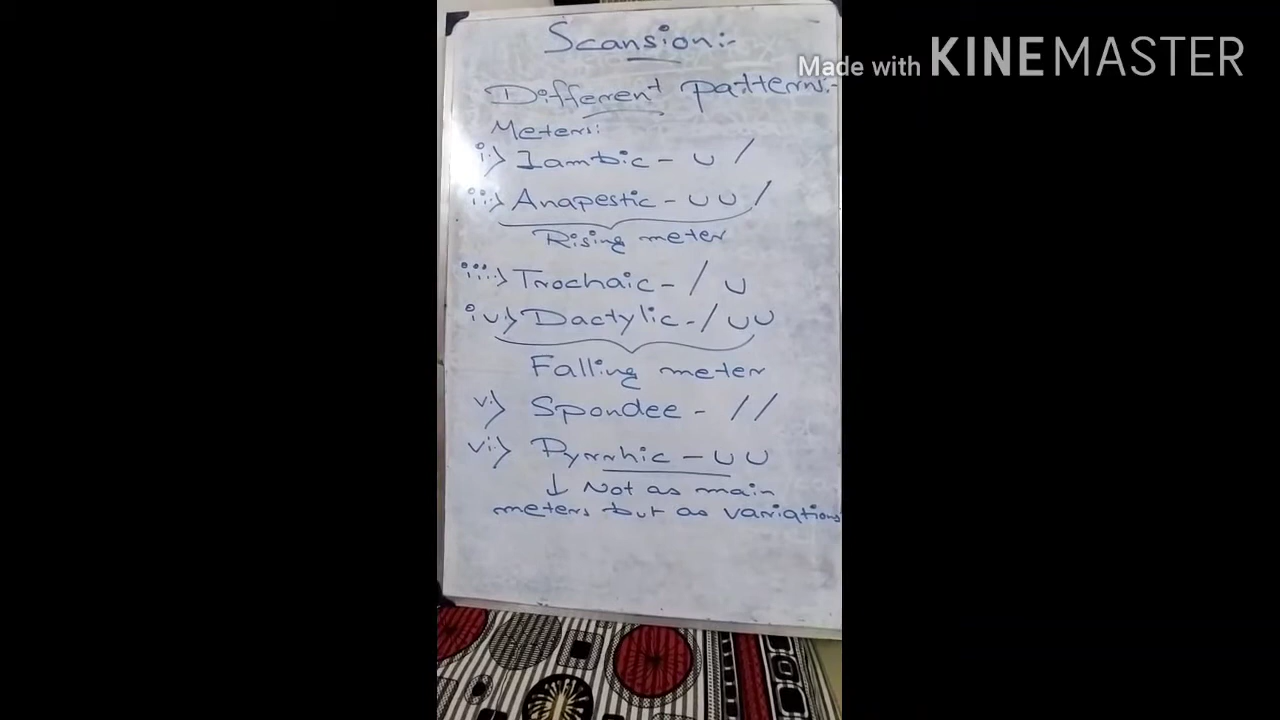 Scansion:-
Made with KINEMASTER
Different patterns:-
Meters:
i:> Iambic - ∪ /
ii:> Anapestic - ∪ ∪ /
Rising meter
iii:> Trochaic - / ∪
iv:> Dactylic - / ∪ ∪
Falling meter
v:> Spondee - / /
vi:> Pyrrhic - ∪ ∪
↓ Not as main
meters but as variations